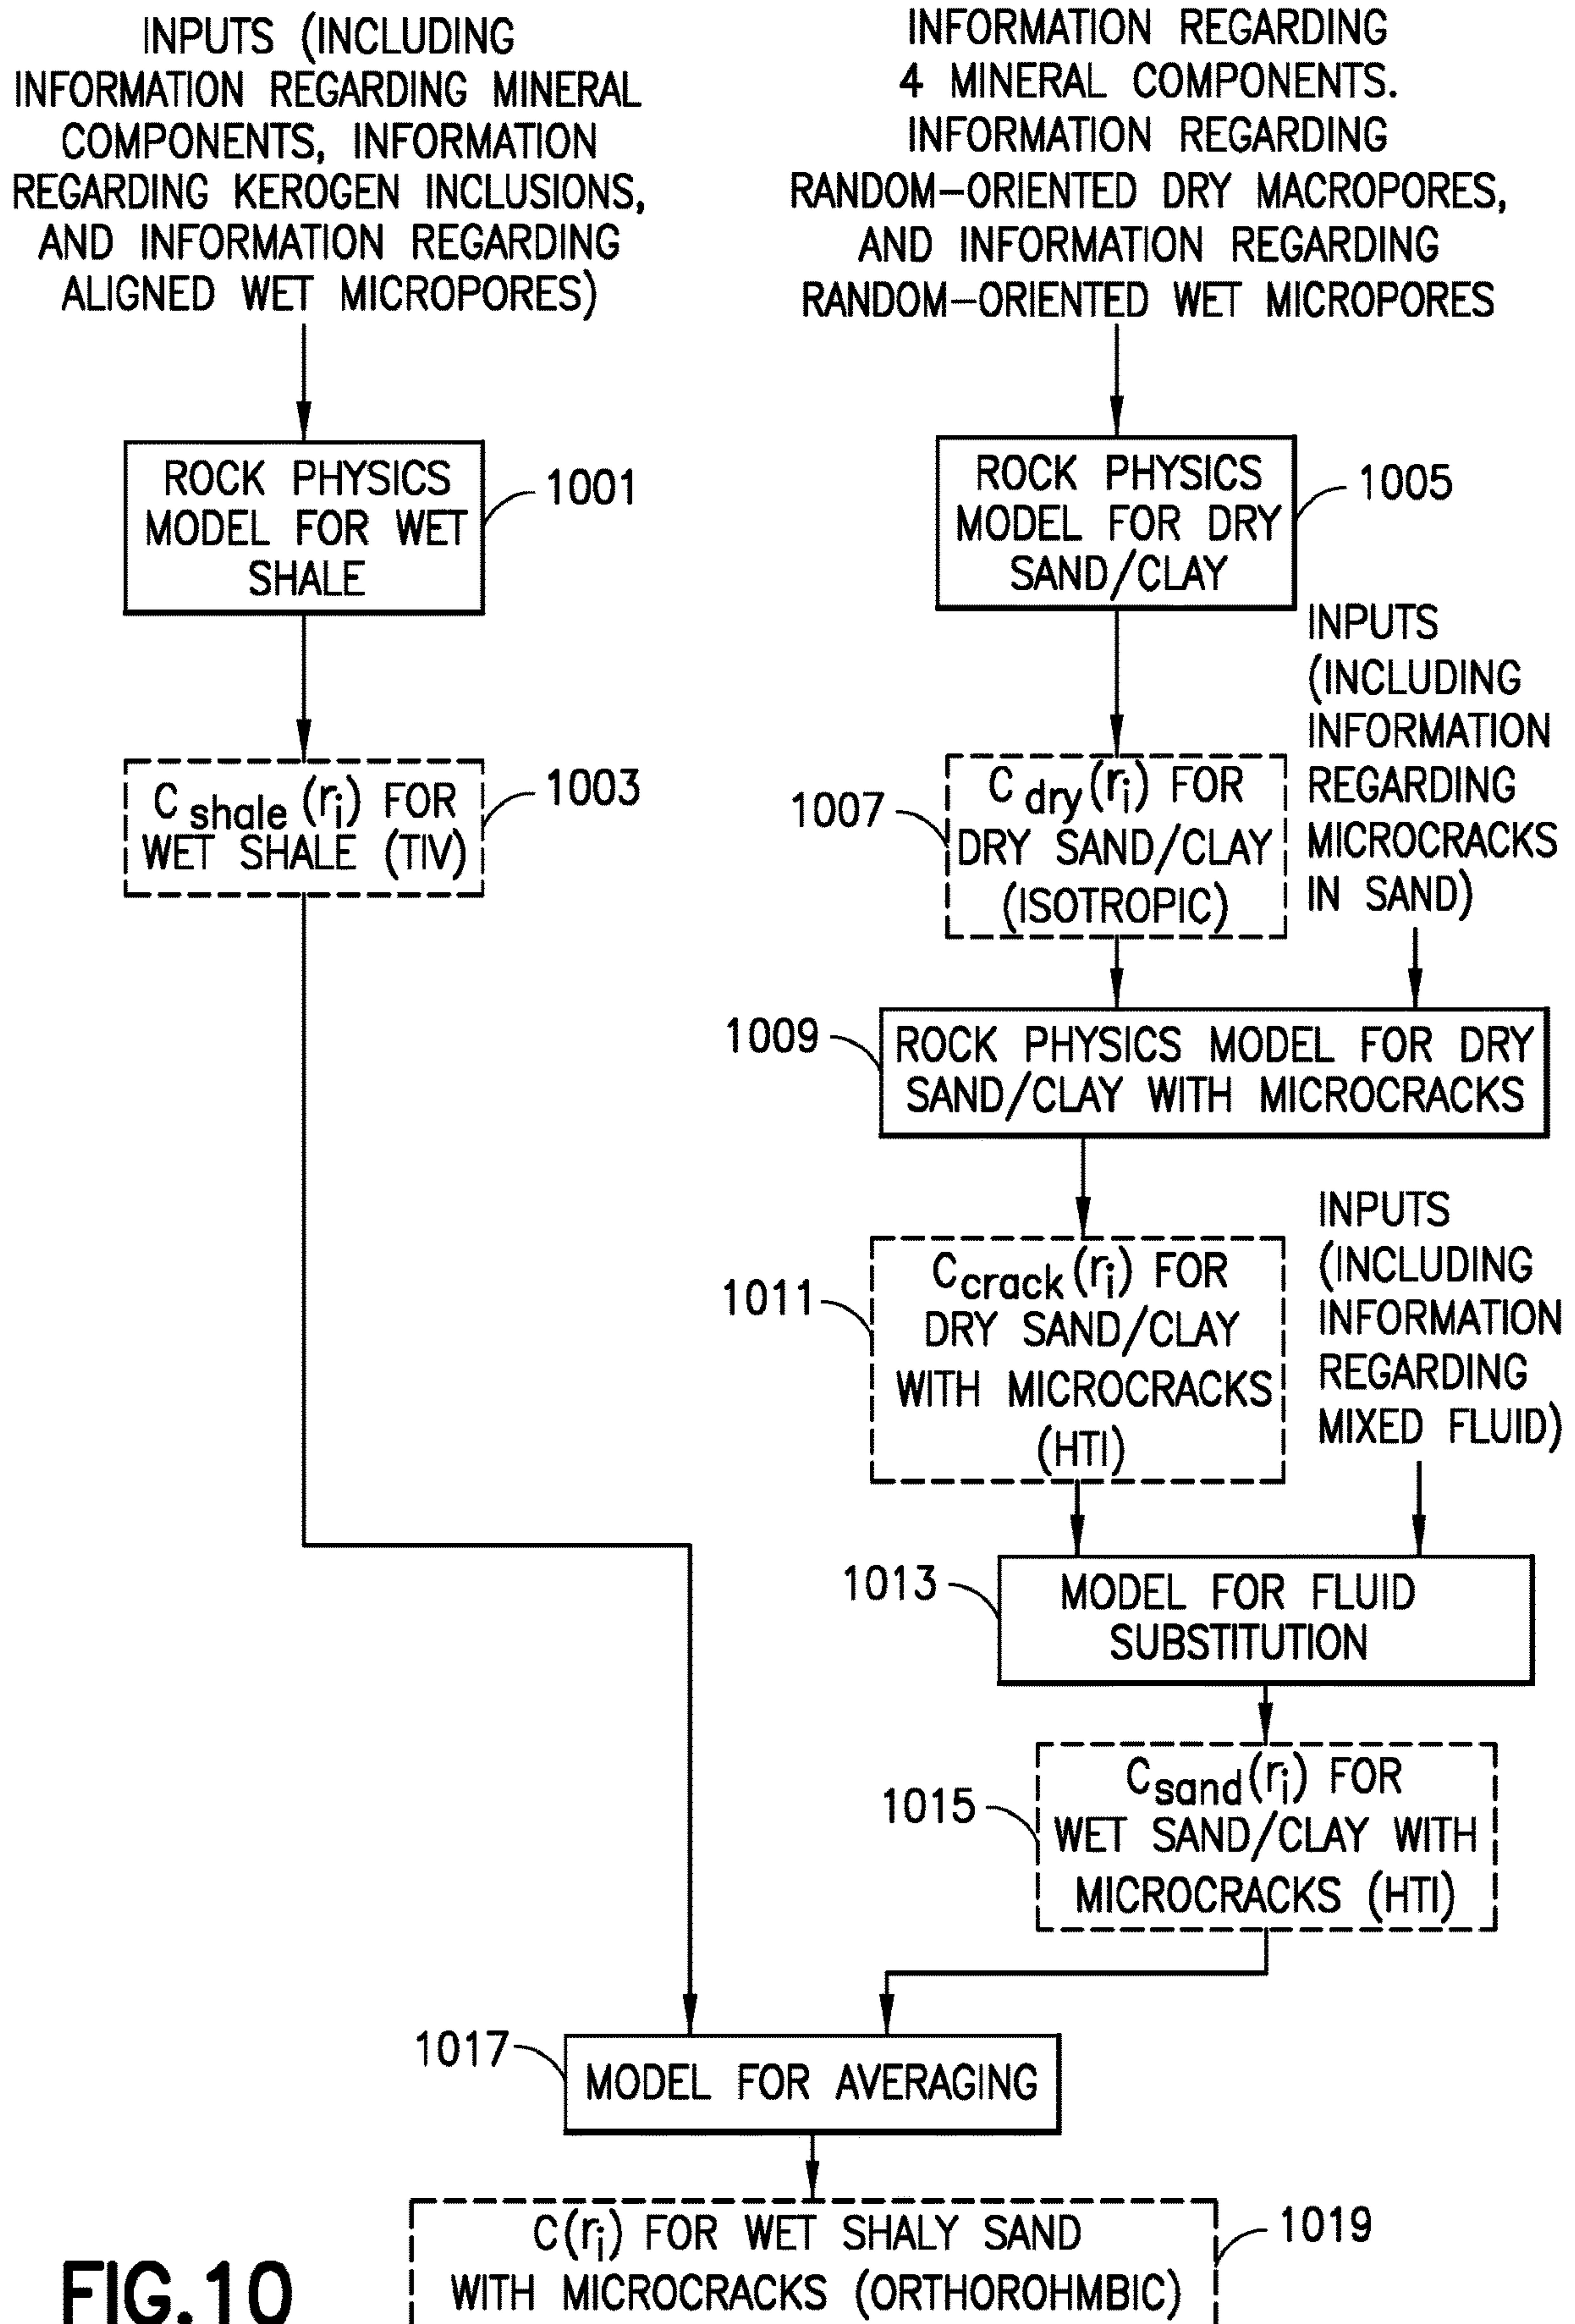 INPUTS (INCLUDING
INFORMATION REGARDING MINERAL
COMPONENTS, INFORMATION
REGARDING KEROGEN INCLUSIONS,
AND INFORMATION REGARDING
ALIGNED WET MICROPORES)
INFORMATION REGARDING
4 MINERAL COMPONENTS.
INFORMATION REGARDING
RANDOM-ORIENTED DRY MACROPORES,
AND INFORMATION REGARDING
RANDOM-ORIENTED WET MICROPORES
ROCK PHYSICS
MODEL FOR WET
SHALE
1001
ROCK PHYSICS
MODEL FOR DRY
SAND/CLAY
1005
C shale (ri) FOR
WET SHALE (TIV)
1003
1007
C dry (ri) FOR
DRY SAND/CLAY
(ISOTROPIC)
INPUTS
(INCLUDING
INFORMATION
REGARDING
MICROCRACKS
IN SAND)
1009
ROCK PHYSICS MODEL FOR DRY
SAND/CLAY WITH MICROCRACKS
1011
Ccrack (ri) FOR
DRY SAND/CLAY
WITH MICROCRACKS
(HTI)
INPUTS
(INCLUDING
INFORMATION
REGARDING
MIXED FLUID)
1013
MODEL FOR FLUID
SUBSTITUTION
1015
Csand (ri) FOR
WET SAND/CLAY WITH
MICROCRACKS (HTI)
1017
MODEL FOR AVERAGING
C(ri) FOR WET SHALY SAND
WITH MICROCRACKS (ORTHOROHMBIC)
1019
FIG.10